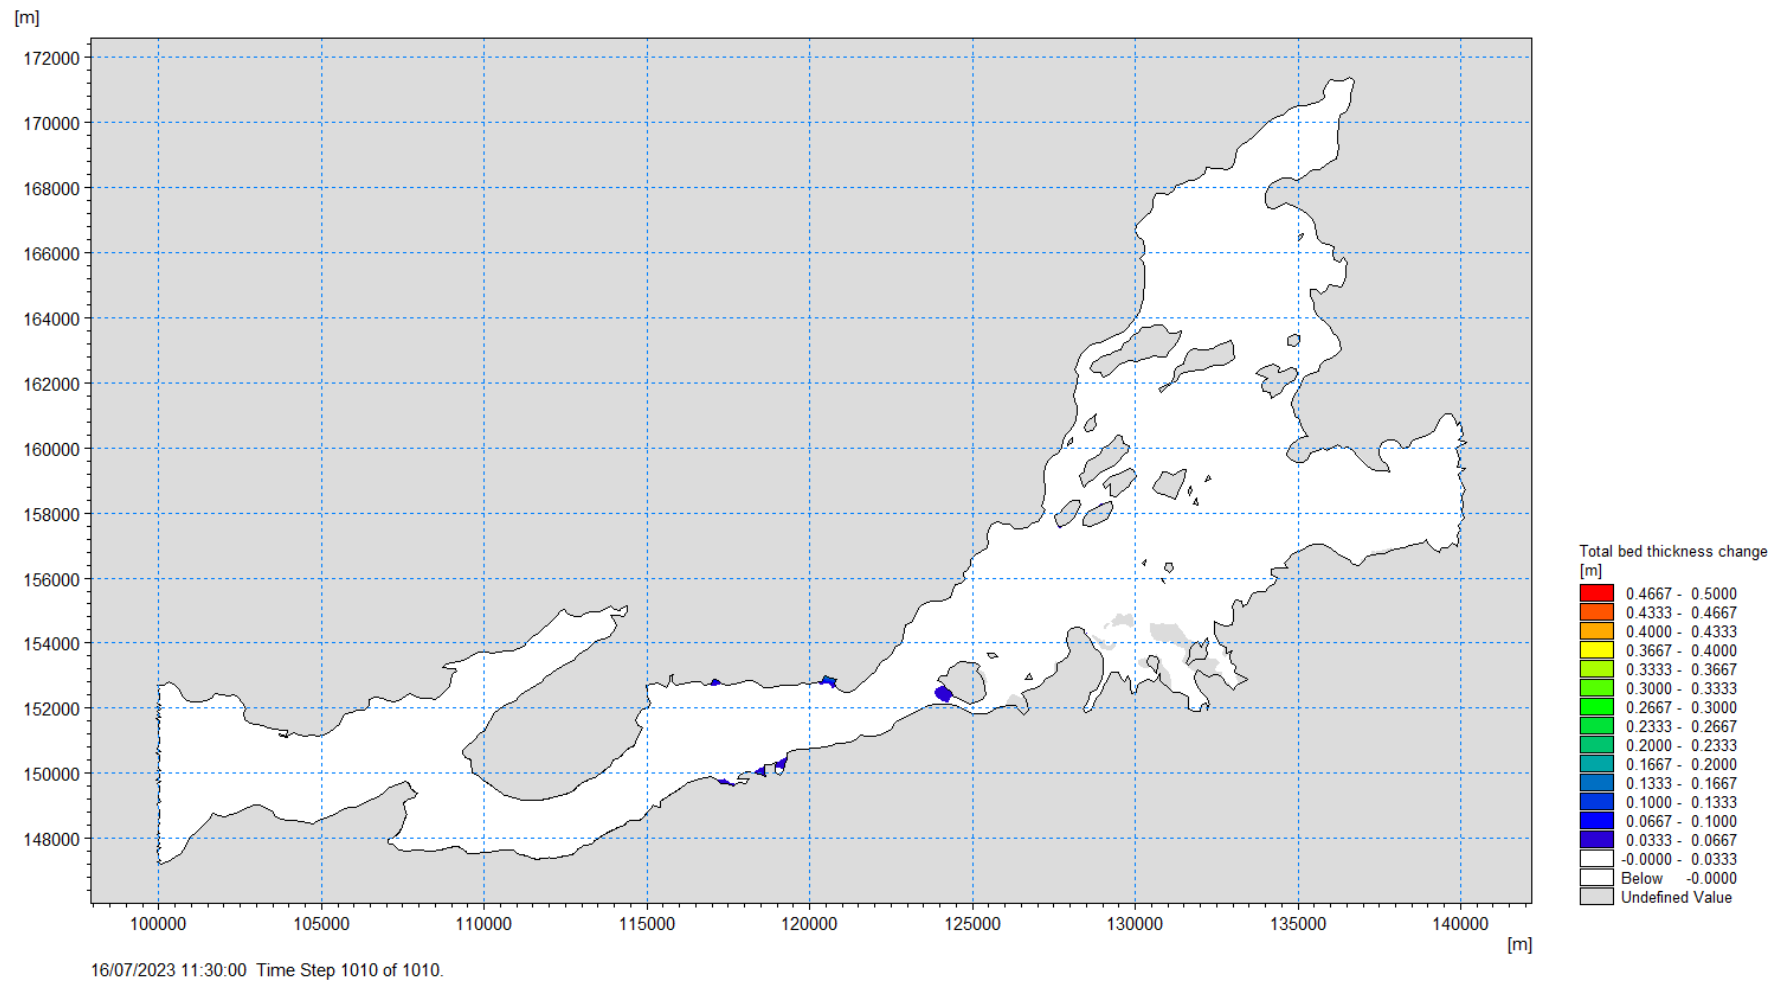 [m]
172000
170000
168000
166000
164000
162000
160000
158000
156000
154000
152000
150000
148000
100000 105000 110000 115000 120000 125000 130000 135000 140000
[m]
16/07/2023 11:30:00 Time Step 1010 of 1010.
Total bed thickness change
[m]
0.4667 - 0.5000
0.4333 - 0.4667
0.4000 - 0.4333
0.3667 - 0.4000
0.3333 - 0.3667
0.3000 - 0.3333
0.2667 - 0.3000
0.2333 - 0.2667
0.2000 - 0.2333
0.1667 - 0.2000
0.1333 - 0.1667
0.1000 - 0.1333
0.0667 - 0.1000
0.0333 - 0.0667
-0.0000 - 0.0333
Below -0.0000
Undefined Value